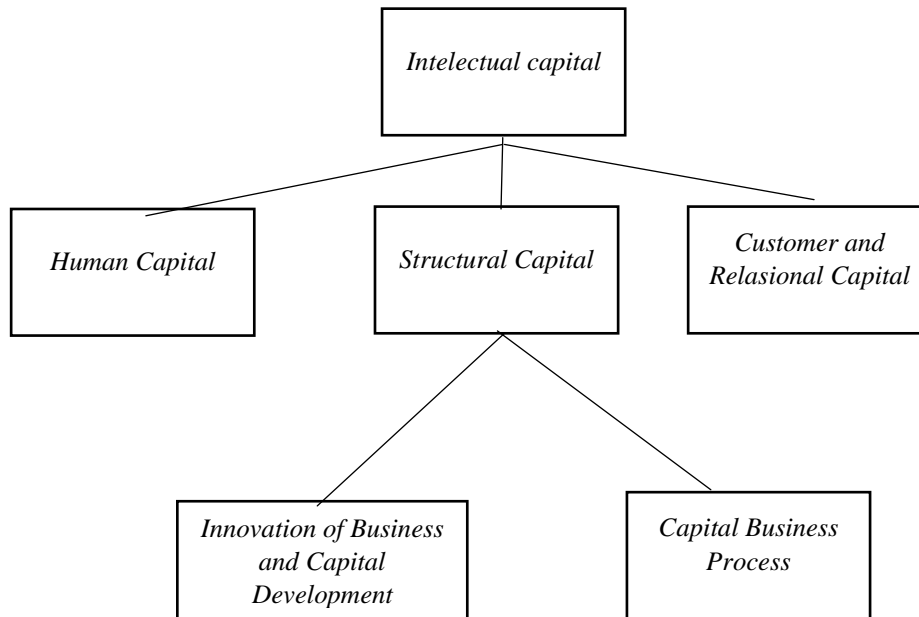 Intelectual capital
Human Capital
Structural Capital
Customer and
Relasional Capital
Innovation of Business
and Capital
Development
Capital Business
Process